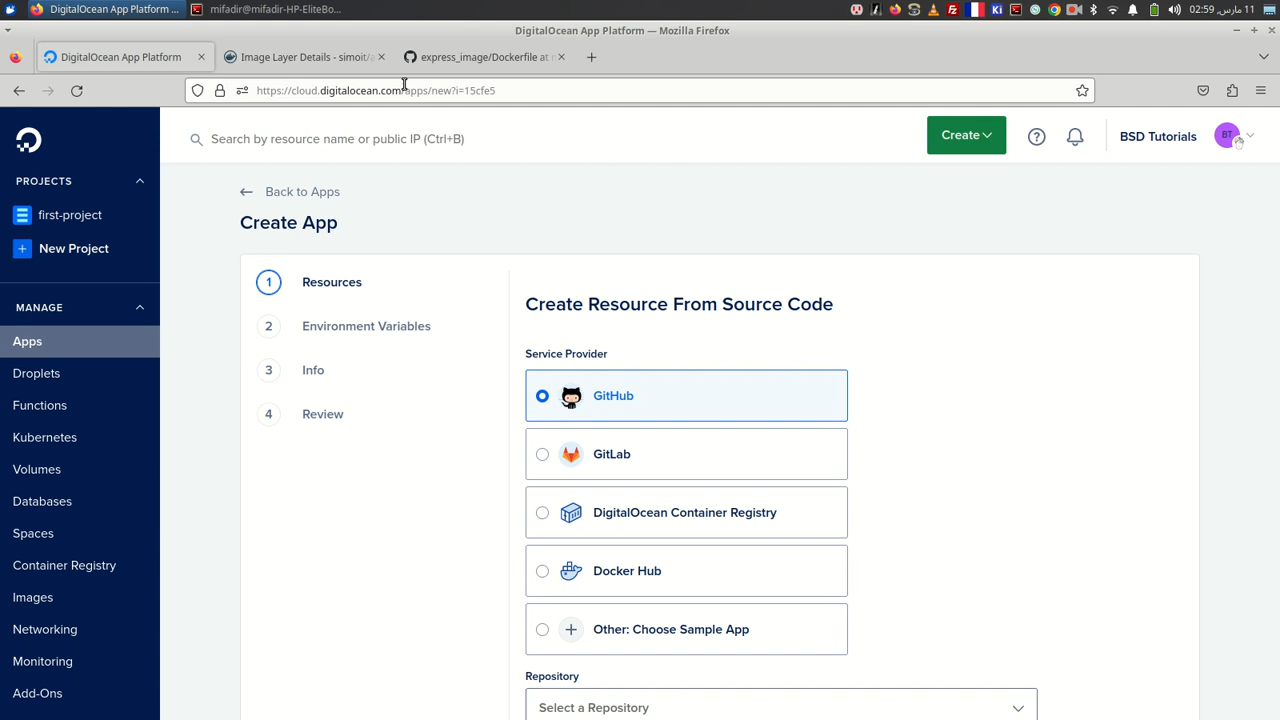 DigitalOcean App Platform ...
mifadir@mifadir-HP-EliteBo...
11 مارس, 02:59
DigitalOcean App Platform — Mozilla Firefox
DigitalOcean App Platform
Image Layer Details - simoit/
express_image/Dockerfile at
https://cloud.digitalocean.com/apps/new?i=15cfe5
Search by resource name or public IP (Ctrl+B)
Create
BSD Tutorials
BT
PROJECTS
first-project
New Project
MANAGE
Apps
Droplets
Functions
Kubernetes
Volumes
Databases
Spaces
Container Registry
Images
Networking
Monitoring
Add-Ons
Back to Apps
Create App
1 Resources
2 Environment Variables
3 Info
4 Review
Create Resource From Source Code
Service Provider
GitHub
GitLab
DigitalOcean Container Registry
Docker Hub
Other: Choose Sample App
Repository
Select a Repository